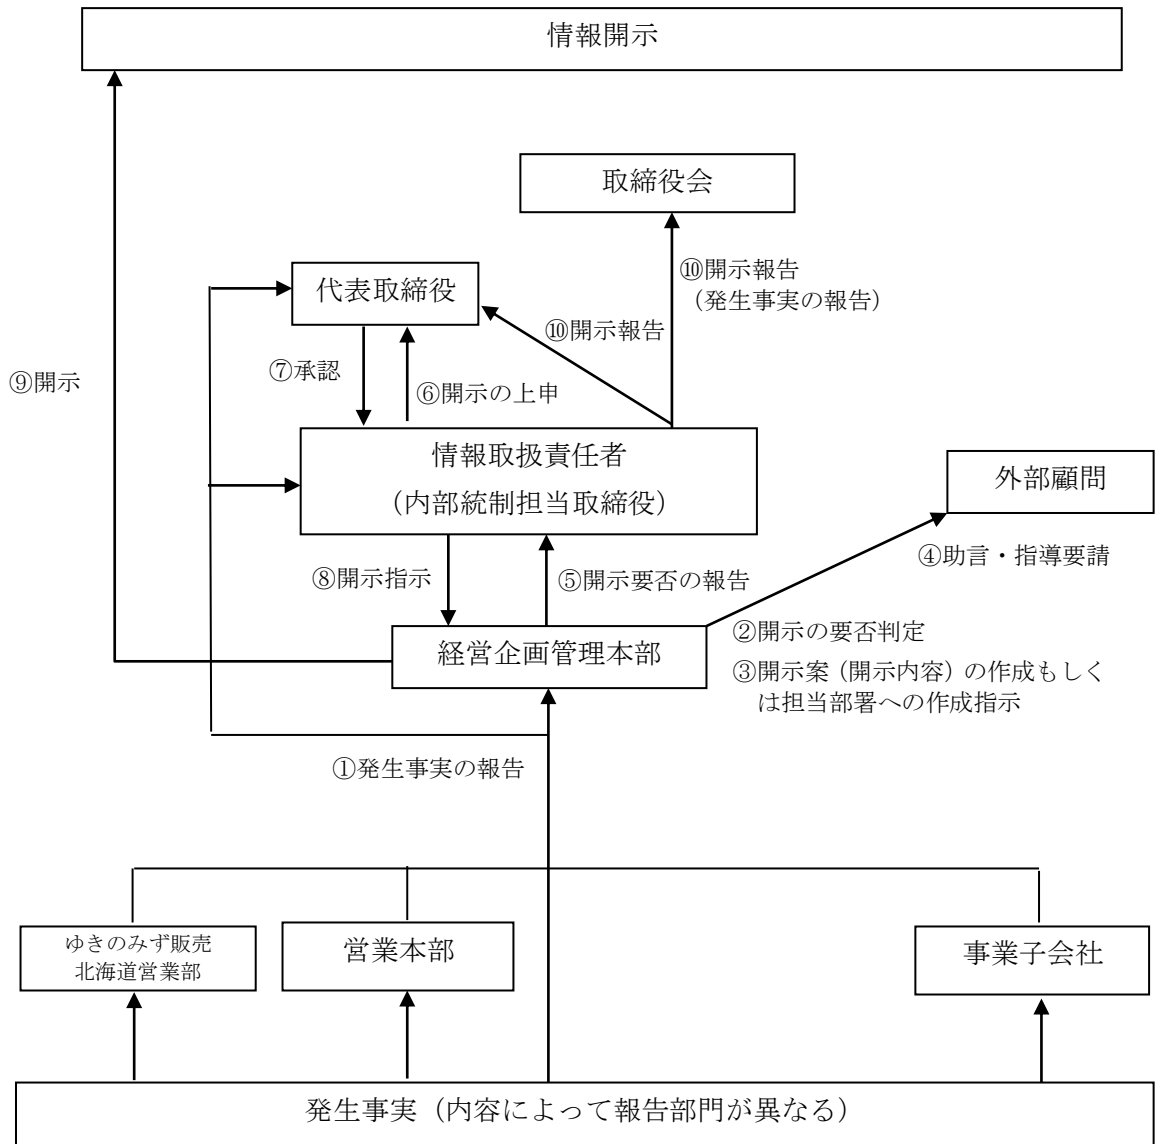 情報開示
取締役会
⑩開示報告
（発生事実の報告）
代表取締役
⑩開示報告
⑦承認
⑨開示
⑥開示の上申
情報取扱責任者
（内部統制担当取締役）
外部顧問
④助言・指導要請
⑧開示指示
⑤開示要否の報告
②開示の要否判定
経営企画管理本部
③開示案（開示内容）の作成もしく
は担当部署への作成指示
①発生事実の報告
ゆきのみず販売
北海道営業部
営業本部
事業子会社
発生事実（内容によって報告部門が異なる）